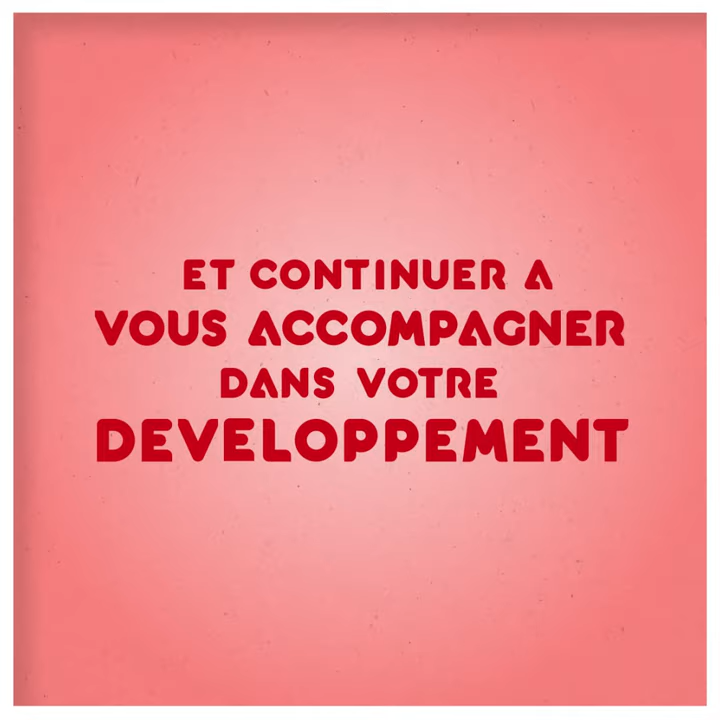 ET CONTINUER A
VOUS ACCOMPAGNER
DANS VOTRE
DEVELOPPEMENT